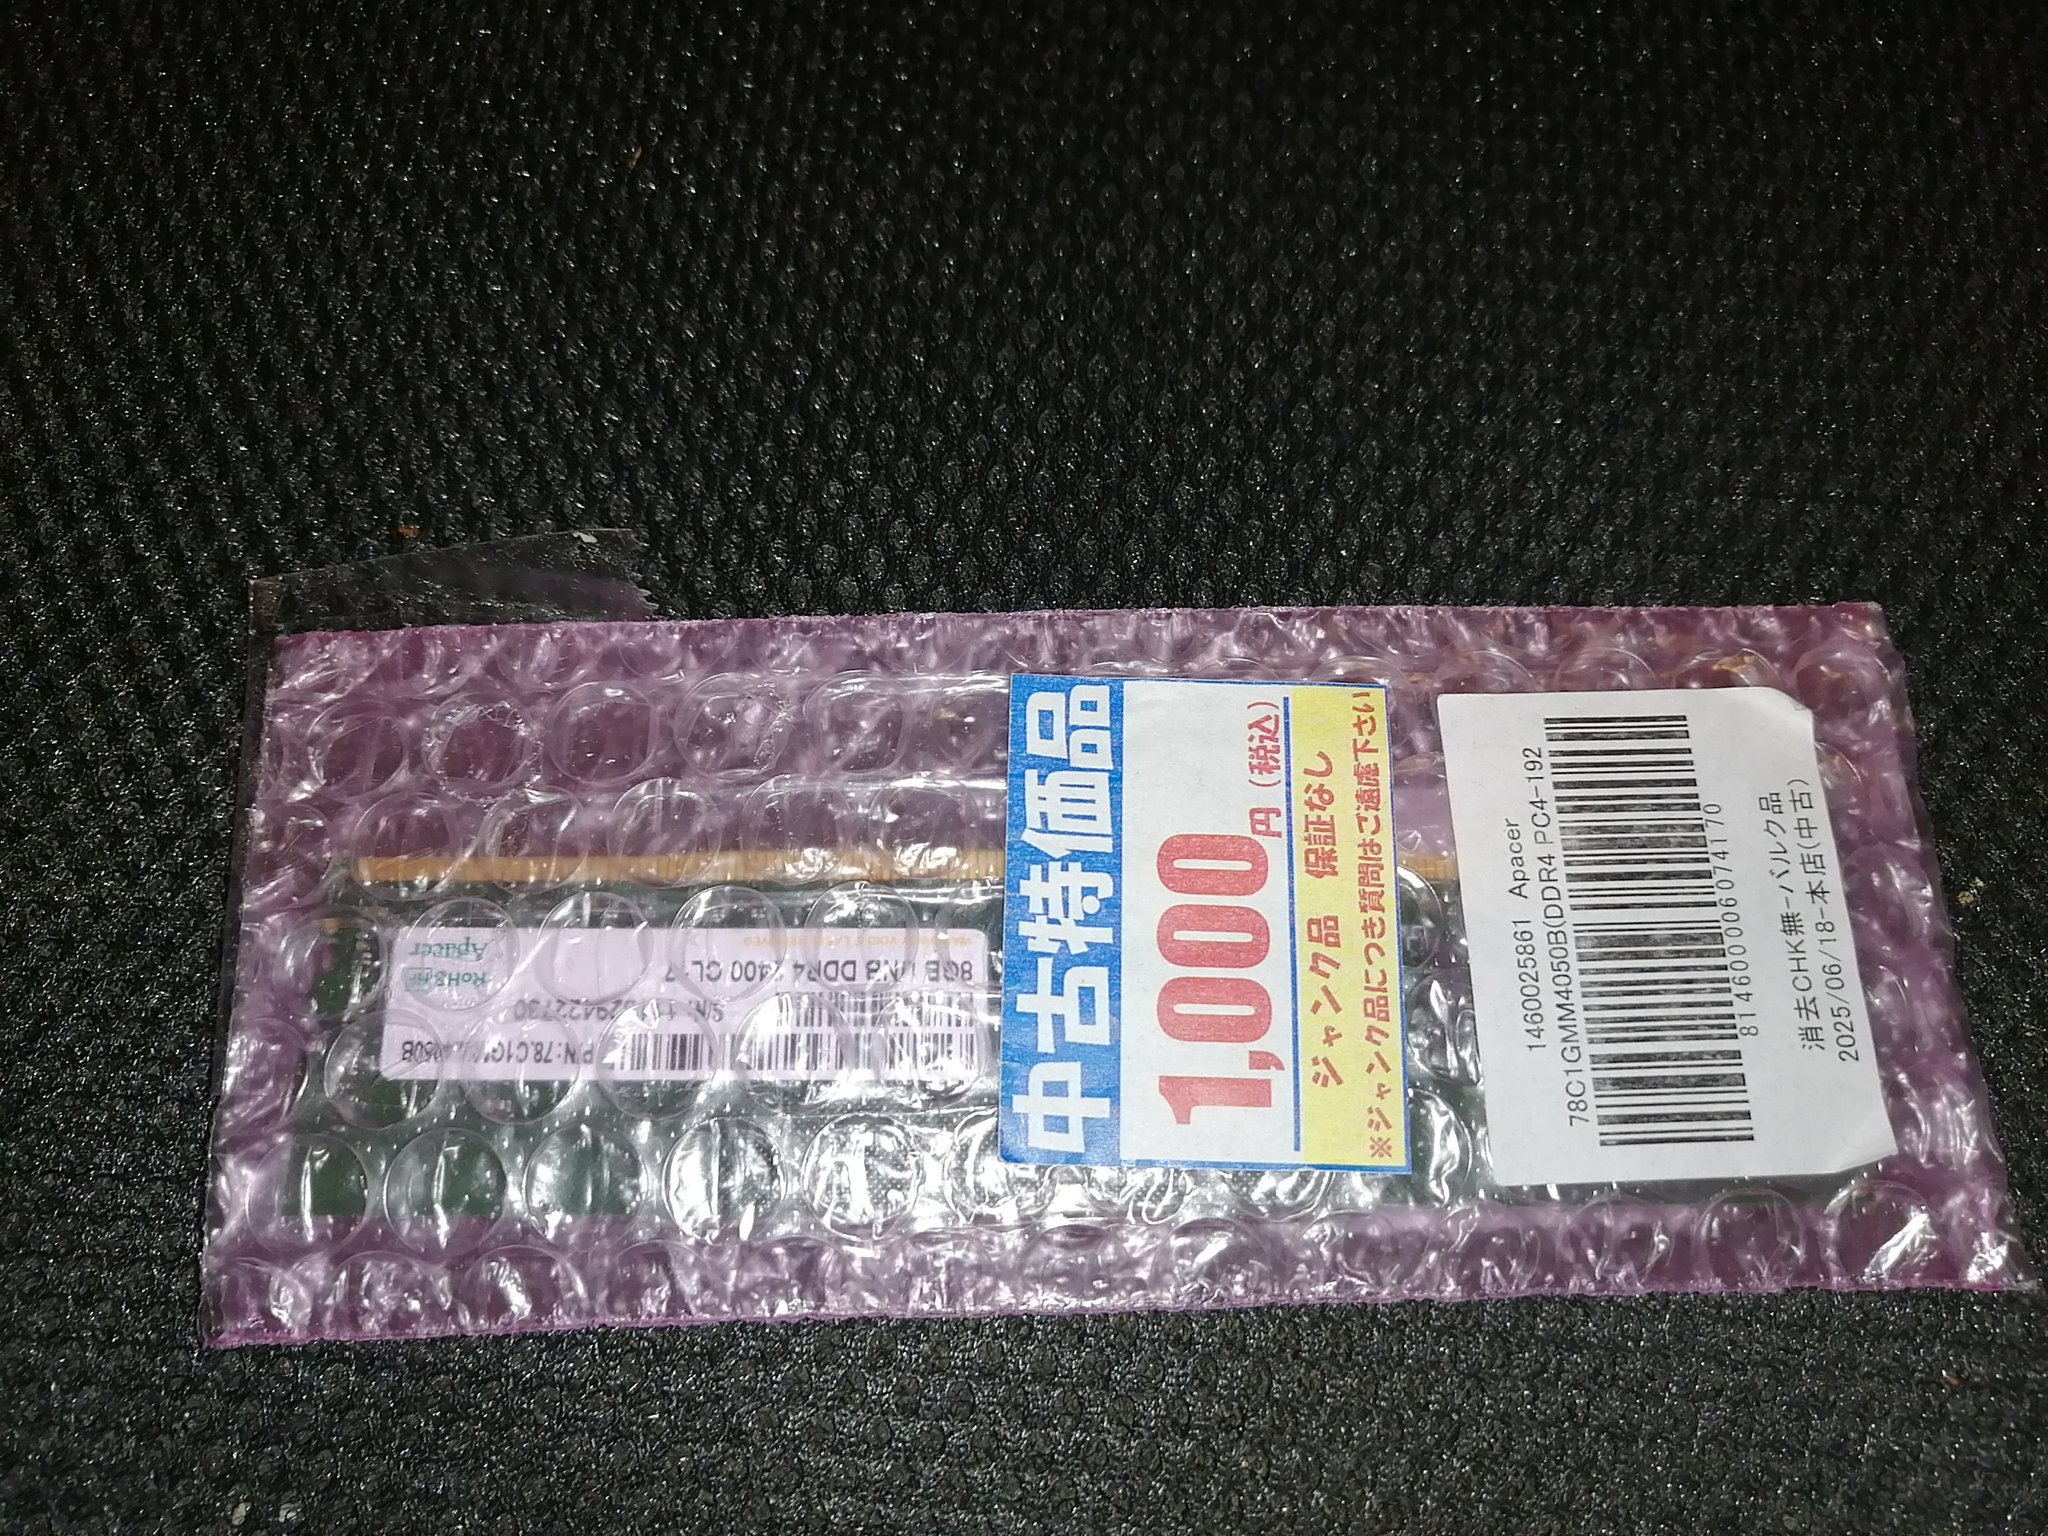 中古特価品
1,000円(税込)
ジャンク品 保証なし
※ジャンク品につき質問はご遠慮下さい
1460025861 Apacer
78C1GMM4050B(DDR4 PC4-192
8146000060741​70
消去CHK無-バルク品
2025/06/18-本店(中古)
Apacer
RoHS
8GB UNB DDR4 2400 CL17
S/N:
P/N:78.C1G